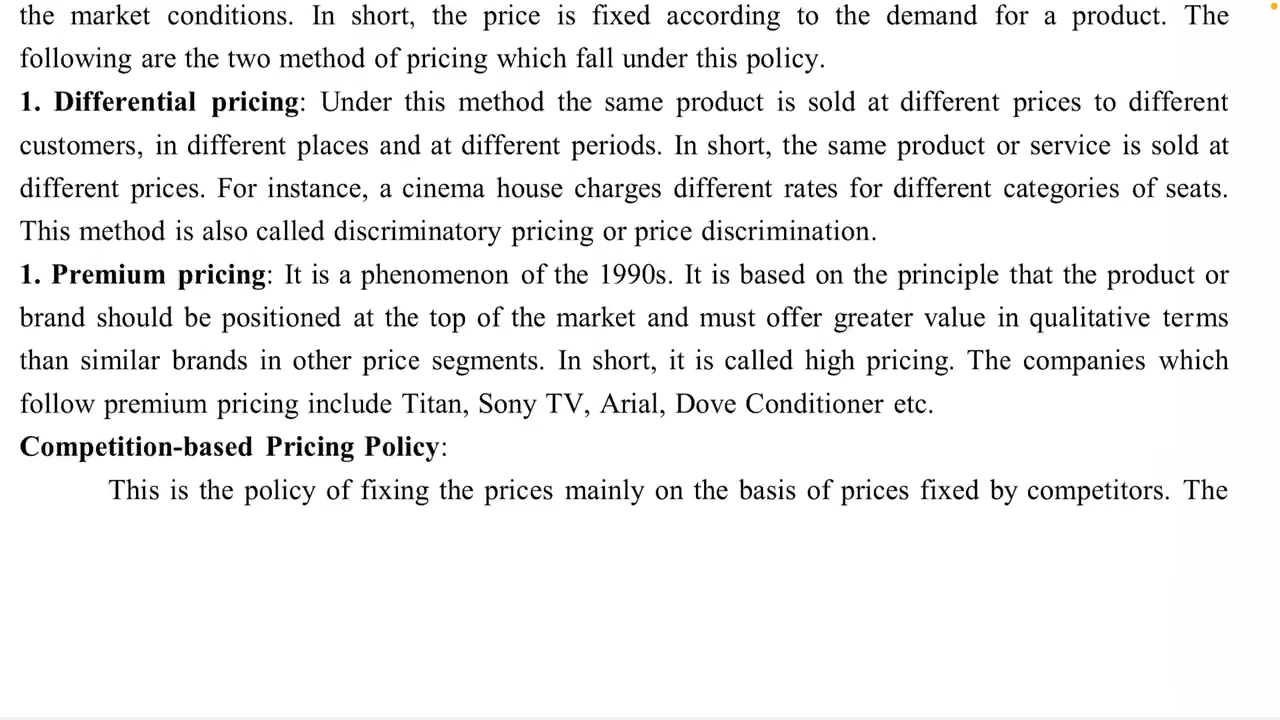 the market conditions. In short, the price is fixed according to the demand for a product. The
following are the two method of pricing which fall under this policy.
1. Differential pricing: Under this method the same product is sold at different prices to different
customers, in different places and at different periods. In short, the same product or service is sold at
different prices. For instance, a cinema house charges different rates for different categories of seats.
This method is also called discriminatory pricing or price discrimination.
1. Premium pricing: It is a phenomenon of the 1990s. It is based on the principle that the product or
brand should be positioned at the top of the market and must offer greater value in qualitative terms
than similar brands in other price segments. In short, it is called high pricing. The companies which
follow premium pricing include Titan, Sony TV, Arial, Dove Conditioner etc.
Competition-based Pricing Policy:
This is the policy of fixing the prices mainly on the basis of prices fixed by competitors. The